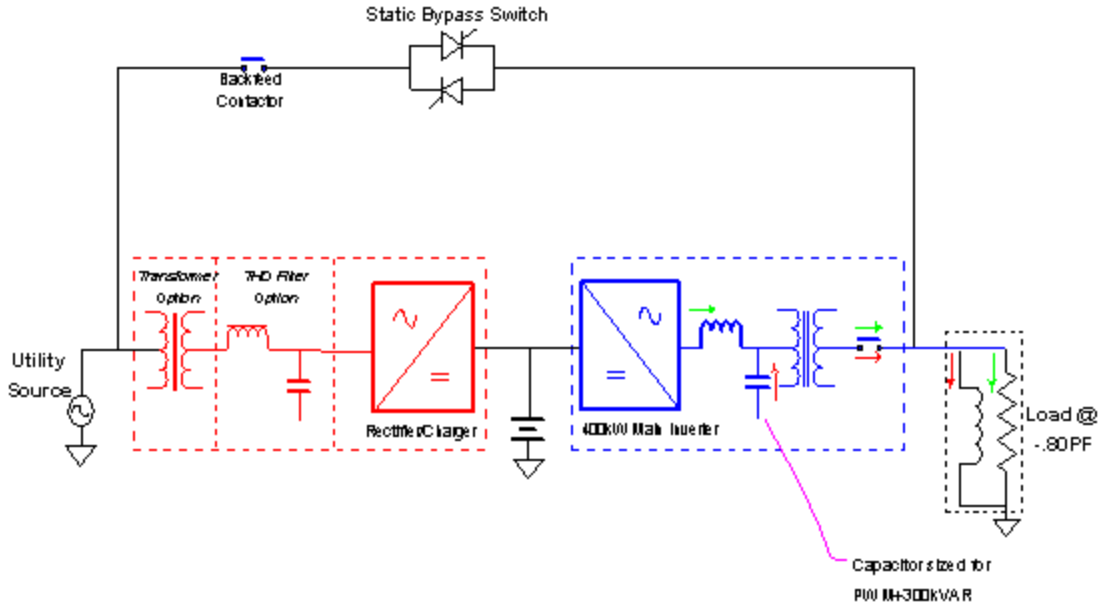 Static Bypass Switch
Backfeed
Contactor
Transformer
Option
THD Filter
Option
Utility
Source
Rectifier/Charger
400kW Main Inverter
Load @
-.80PF
Capacitor sized for
PWM+300kVAR